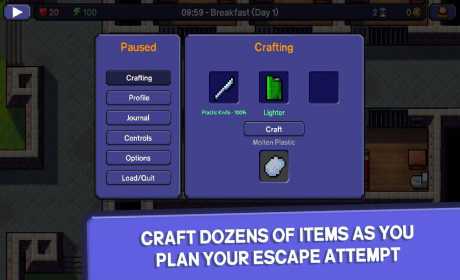 20 100 09:59 - Breakfast (Day 1) 2 0
Paused
Crafting
Profile
Journal
Controls
Options
Load/Quit
Crafting
Plastic Knife - 100%
Lighter
Craft
Molten Plastic
CRAFT DOZENS OF ITEMS AS YOU
PLAN YOUR ESCAPE ATTEMPT